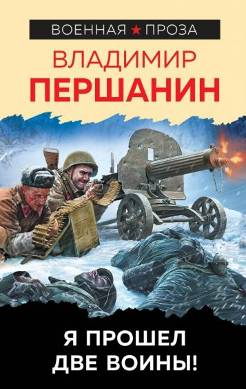 ВОЕННАЯ ★ ПРОЗА
ВЛАДИМИР
ПЕРШАНИН
Я ПРОШЕЛ
ДВЕ ВОЙНЫ!